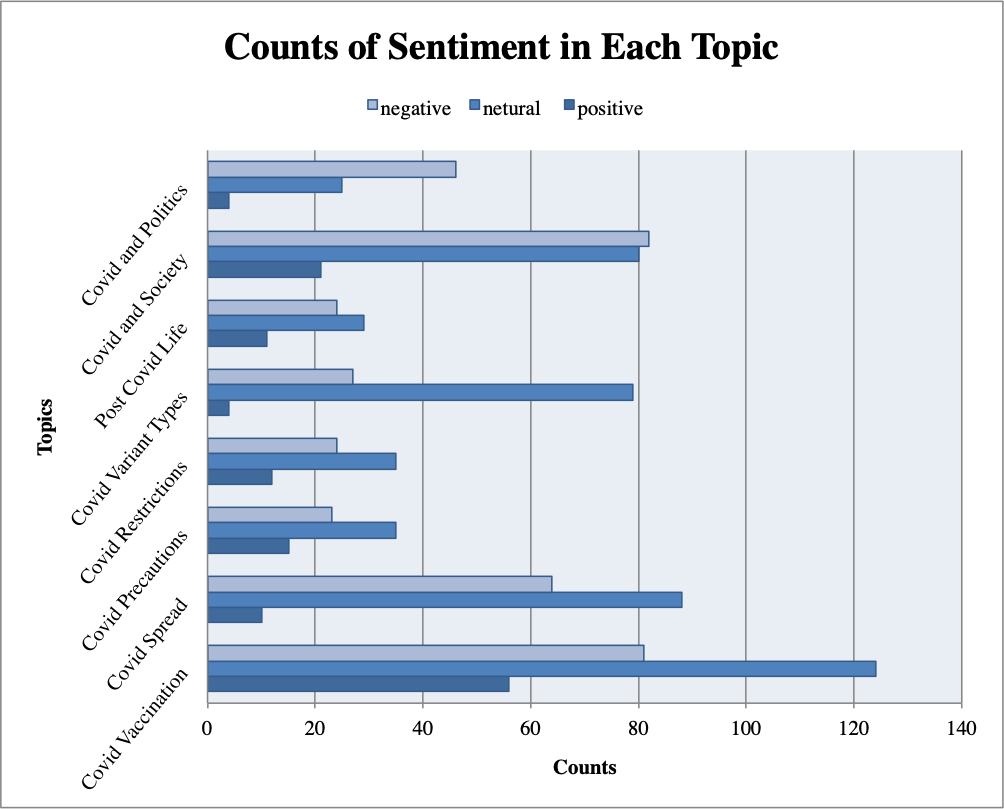 Counts of Sentiment in Each Topic
negative netural positive
Covid and Politics
Covid and Society
Post Covid Life
Covid Variant Types
Covid Restrictions
Covid Precautions
Covid Spread
Covid Vaccination
Topics
0 20 40 60 80 100 120 140
Counts